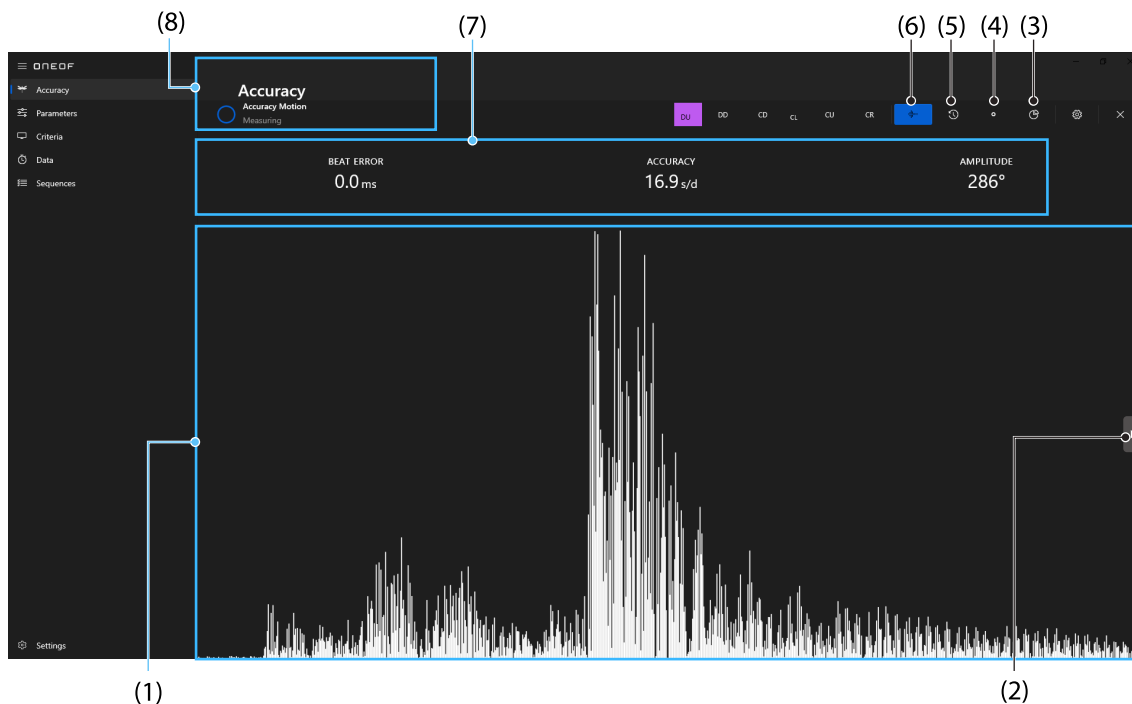 (8)
(7)
(6) (5) (4) (3)
ONEOF
Accuracy
Parameters
Criteria
Data
Sequences
Settings
Accuracy
Accuracy Motion
Measuring
DU DD CD CL CU CR
BEAT ERROR
0.0 ms
ACCURACY
16.9 s/d
AMPLITUDE
286°
(1)
(2)